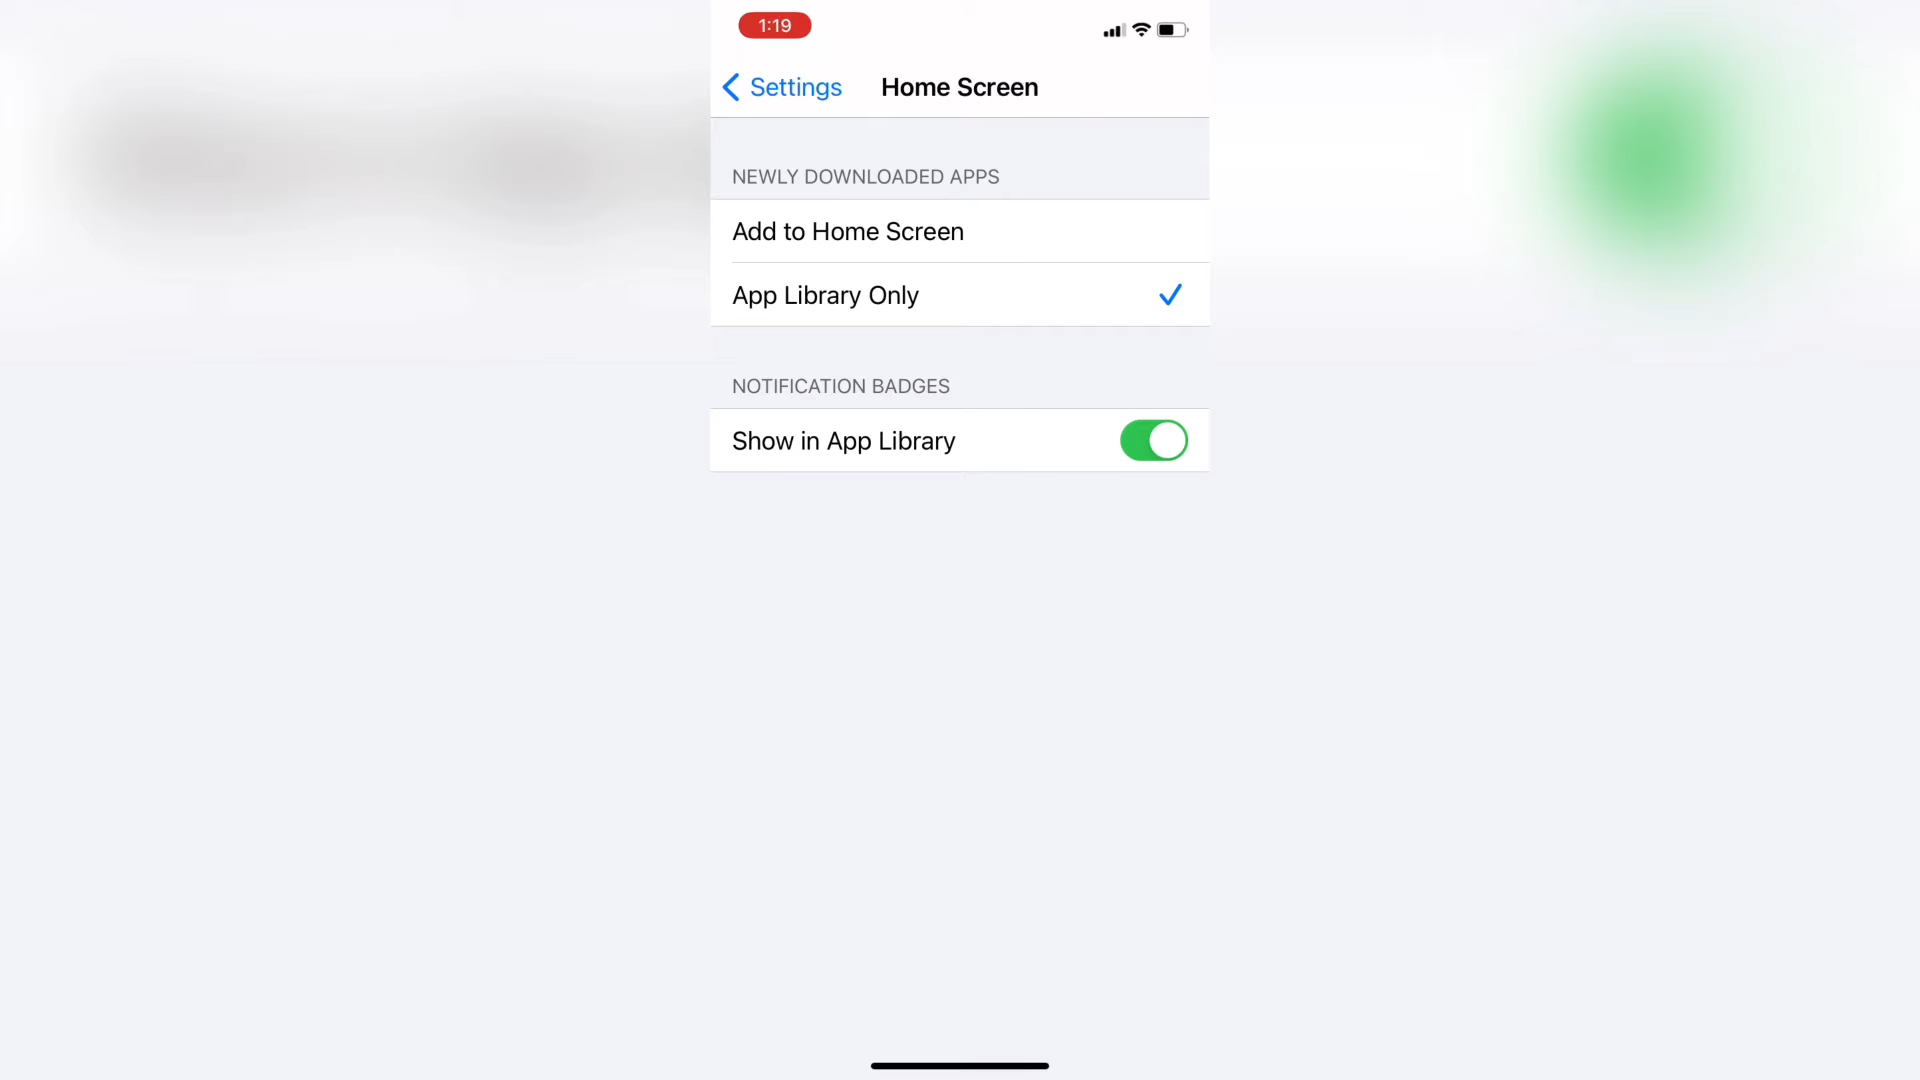 1:19
Settings
Home Screen
NEWLY DOWNLOADED APPS
Add to Home Screen
App Library Only
NOTIFICATION BADGES
Show in App Library